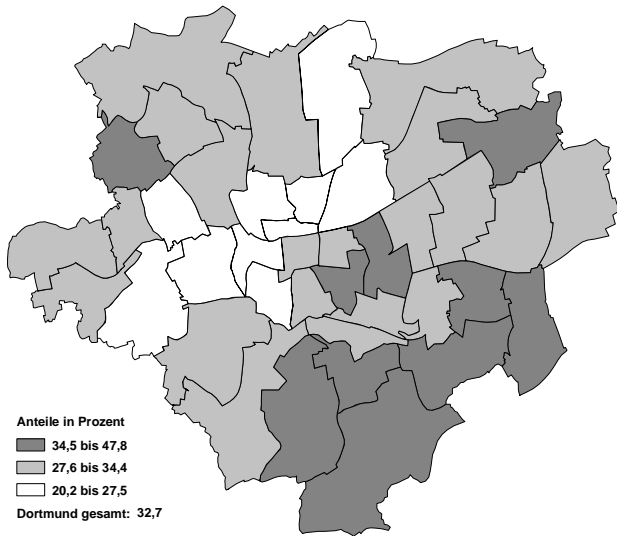 Anteile in Prozent
34,5 bis 47,8
27,6 bis 34,4
20,2 bis 27,5
Dortmund gesamt: 32,7